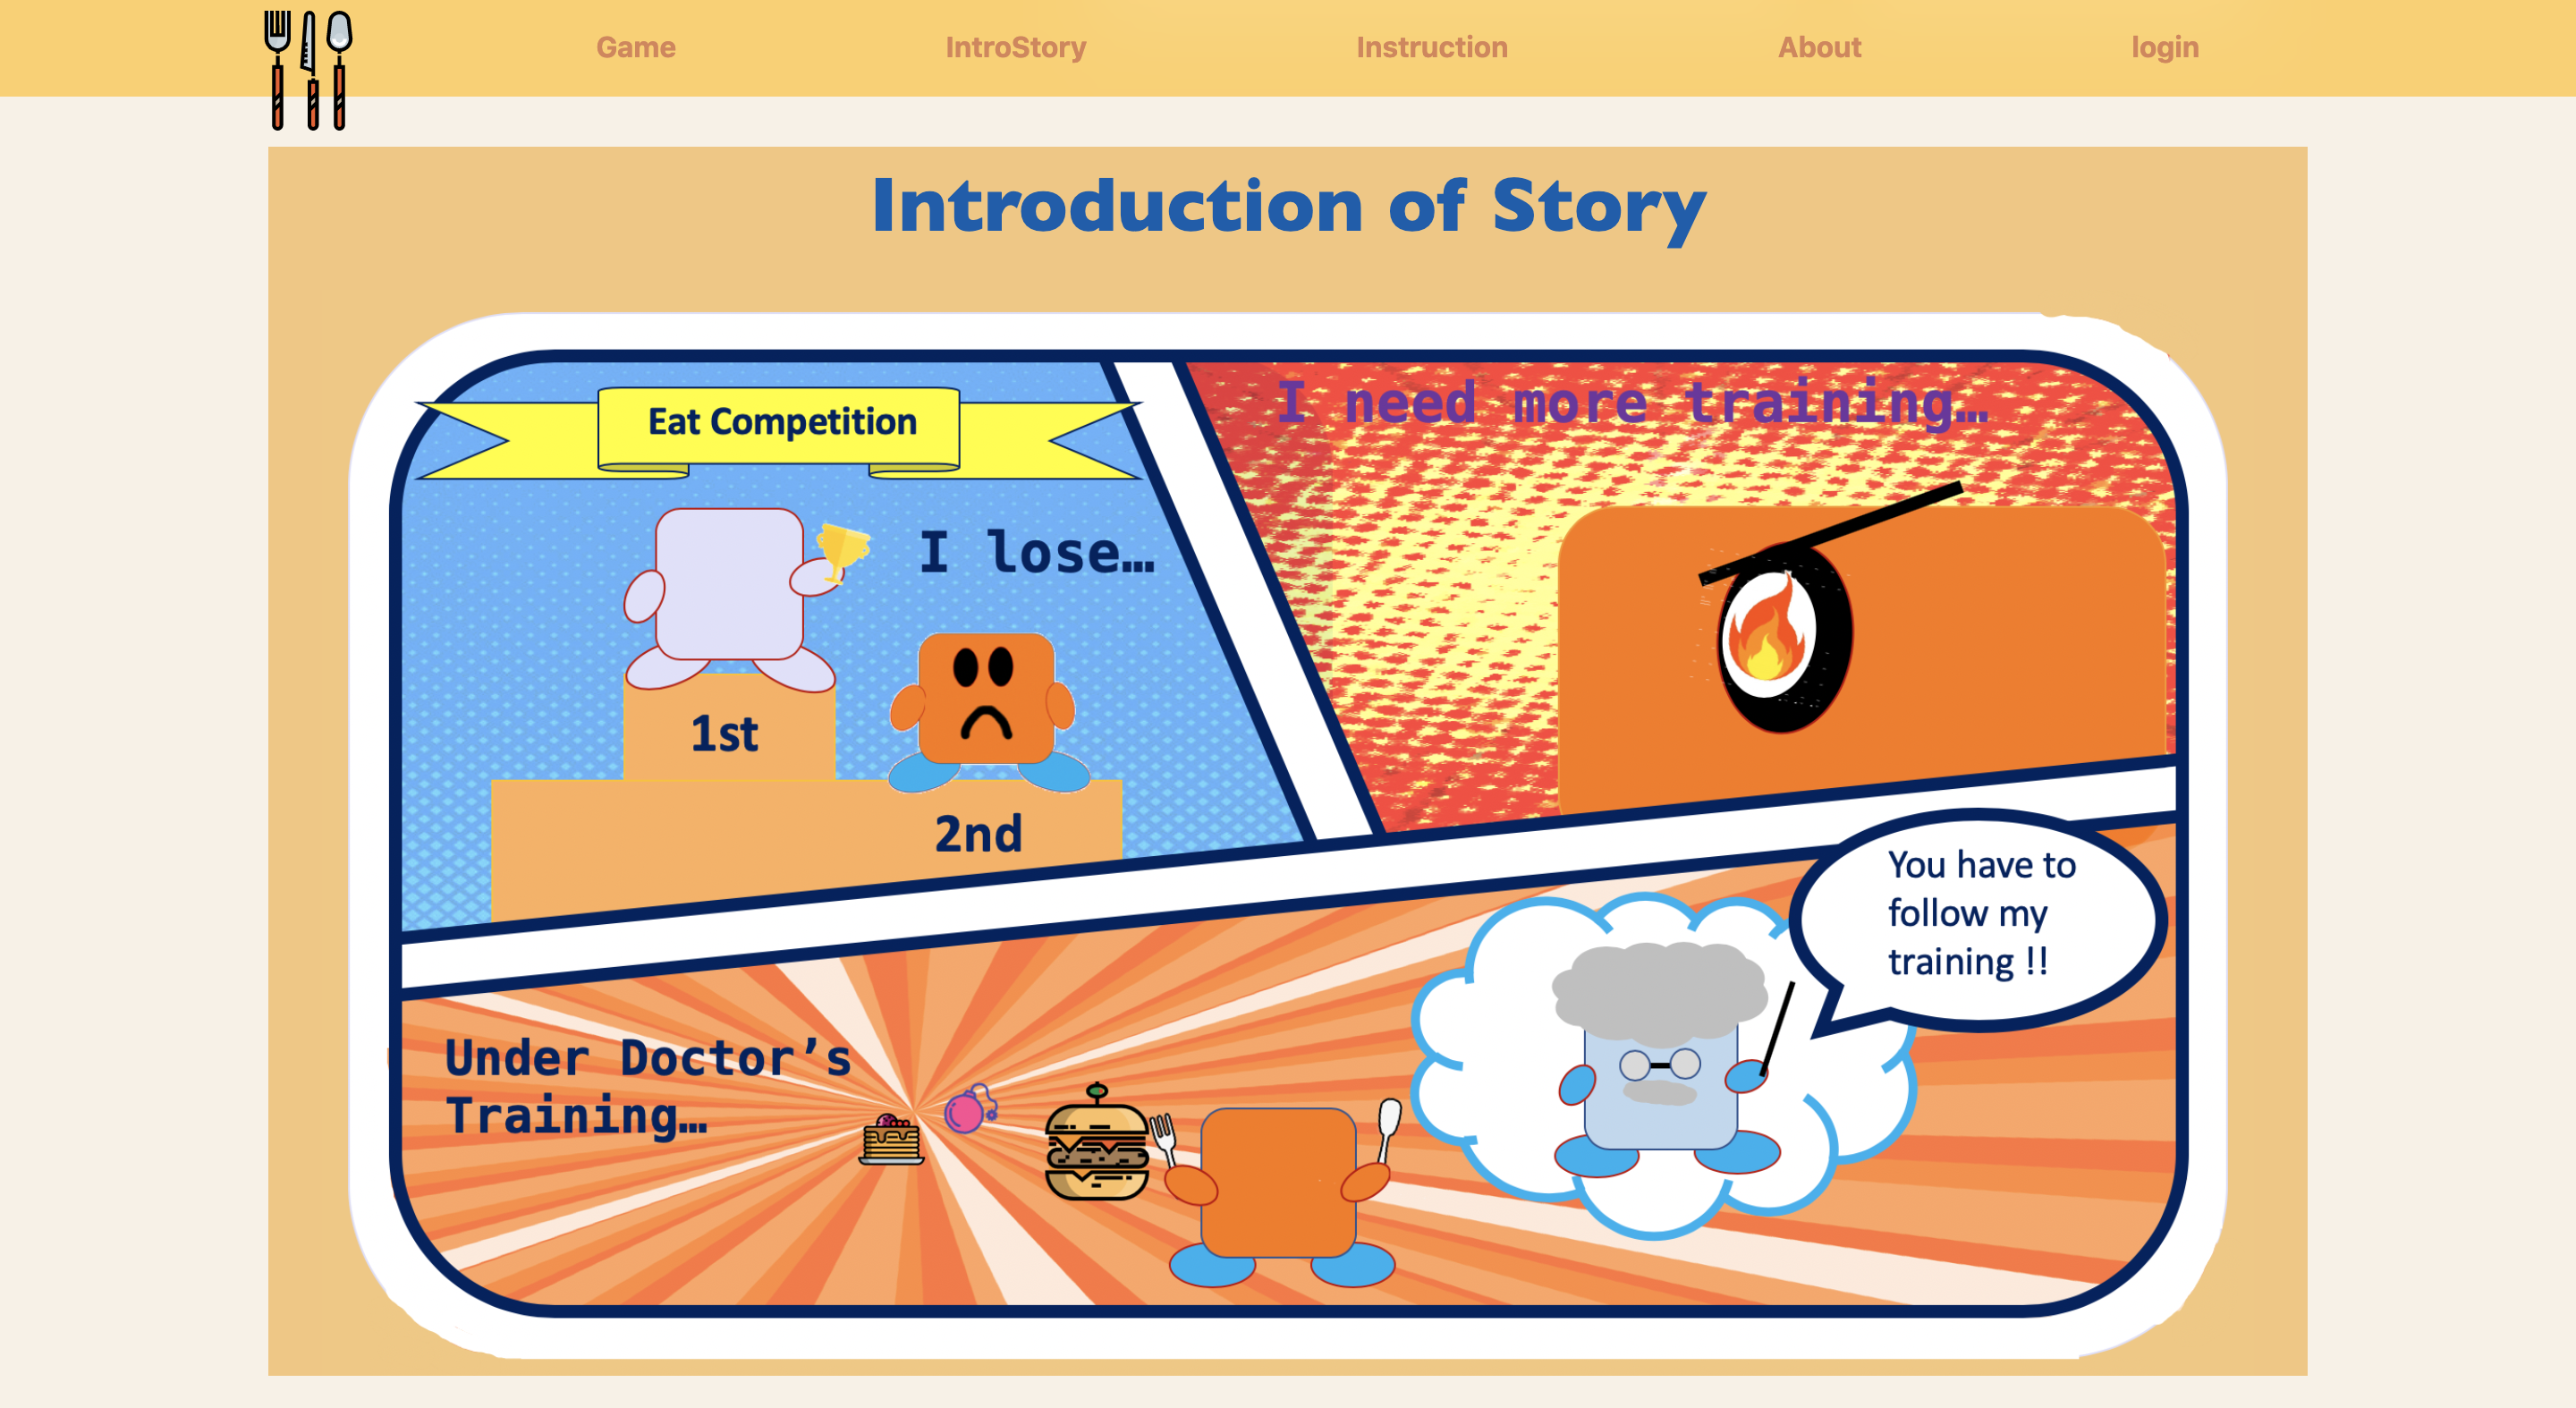 Game IntroStory Instruction About login
Introduction of Story
Eat Competition
I lose…
1st
2nd
I need more training…
You have to
follow my
training !!
Under Doctor’s
Training…